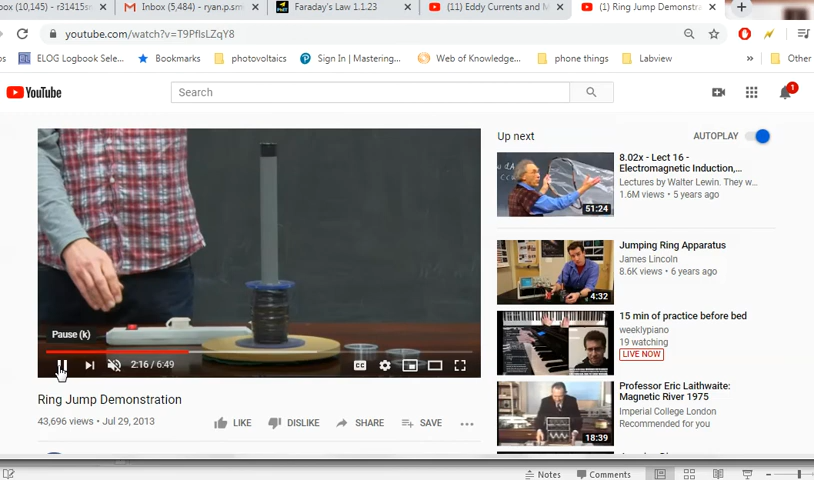 box (10,145) - r31415s
Inbox (5,484) - ryan.p.sm
PhET
Faraday's Law 1.1.23
(11) Eddy Currents and M
(1) Ring Jump Demonstra
youtube.com/watch?v=T9PflsLZqY8
ELOG Logbook Sele...
Bookmarks
photovoltaics
Sign In | Mastering...
Web of Knowledge...
phone things
Labview
»
Other
YouTube
Search
1
Up next
AUTOPLAY
8.02x - Lect 16 -
Electromagnetic Induction,...
Lectures by Walter Lewin. They w...
1.6M views • 5 years ago
51:24
Jumping Ring Apparatus
James Lincoln
8.6K views • 6 years ago
4:32
15 min of practice before bed
weeklypiano
19 watching
LIVE NOW
Professor Eric Laithwaite:
Magnetic River 1975
Imperial College London
Recommended for you
18:39
Pause (k)
2:16 / 6:49
CC
Ring Jump Demonstration
43,696 views • Jul 29, 2013
LIKE
DISLIKE
SHARE
SAVE
Notes
Comments